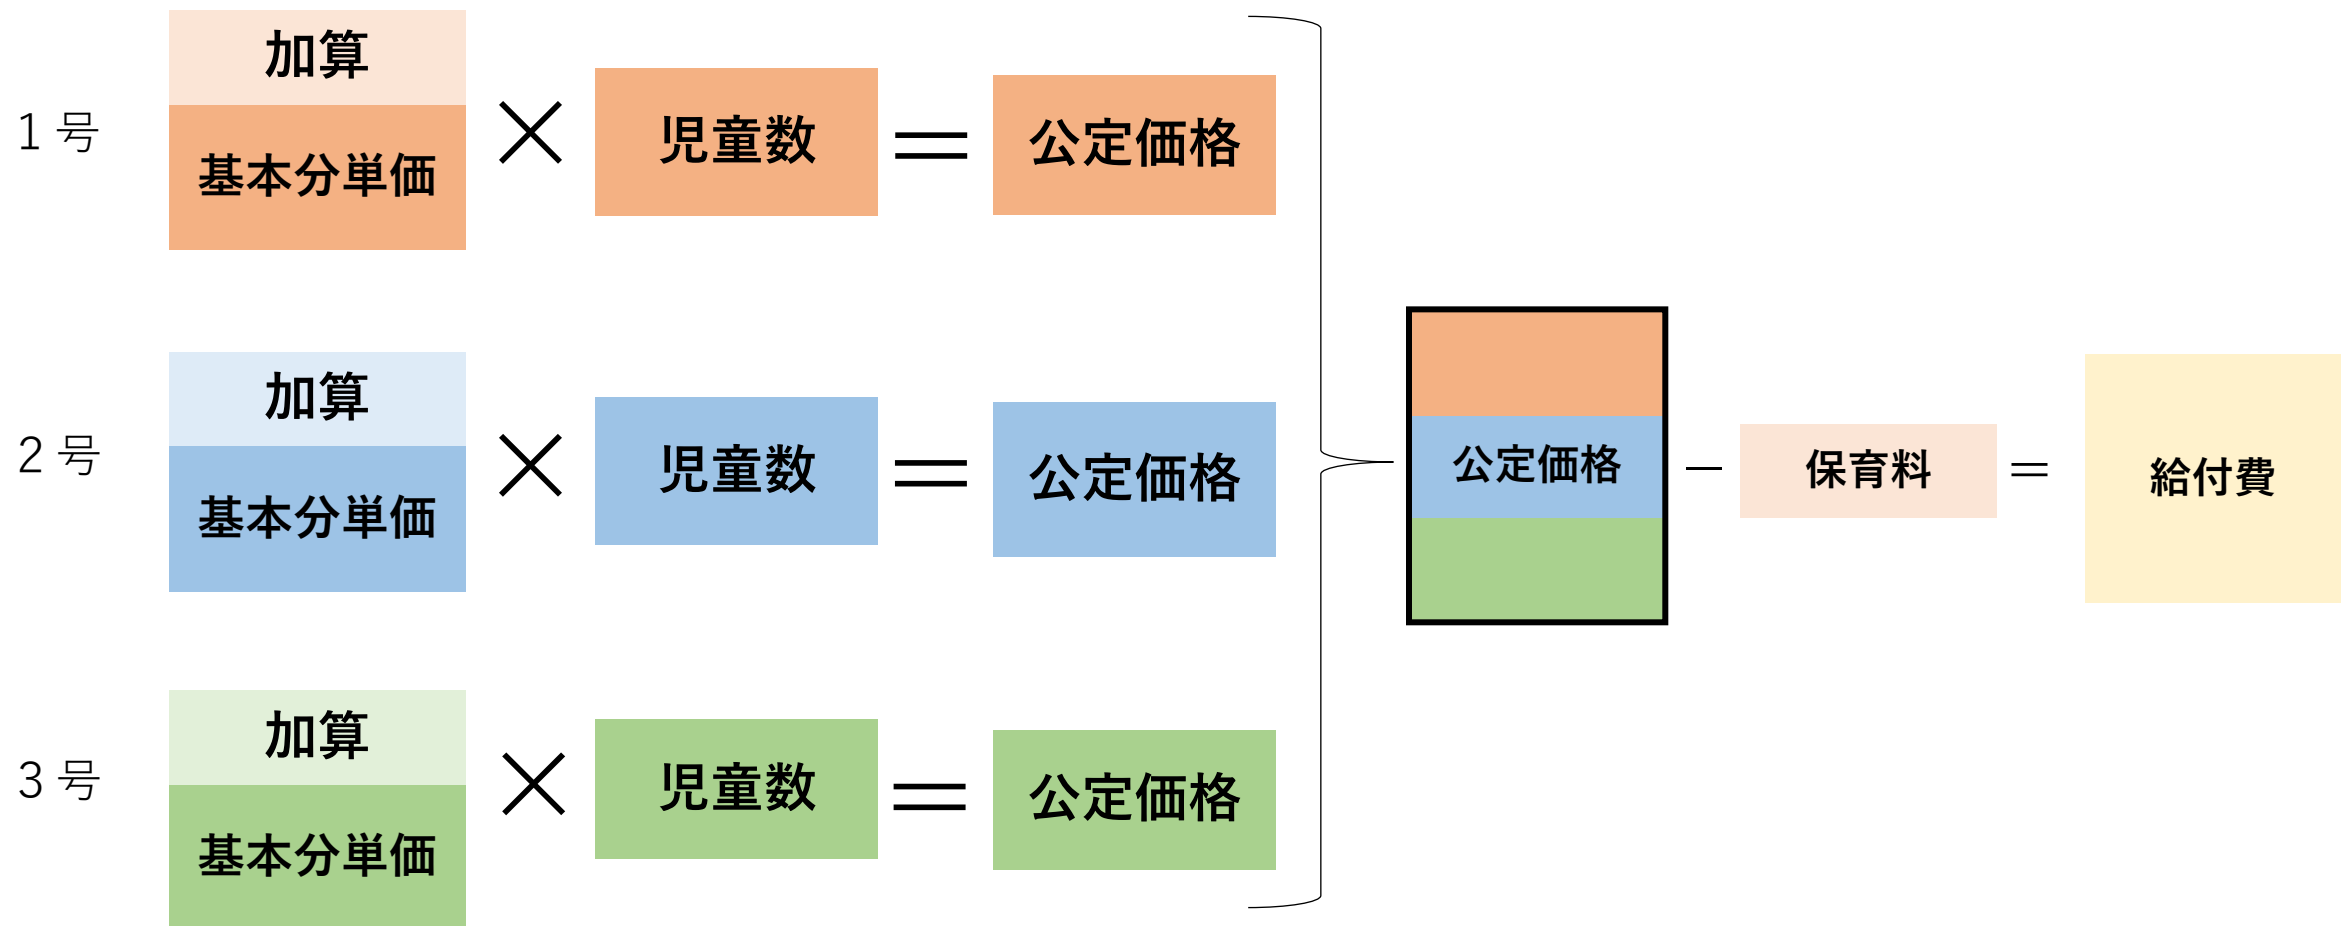 1号
加算
基本分単価
×
児童数
=
公定価格
2号
加算
基本分単価
×
児童数
=
公定価格
3号
加算
基本分単価
×
児童数
=
公定価格
公定価格
−
保育料
=
給付費